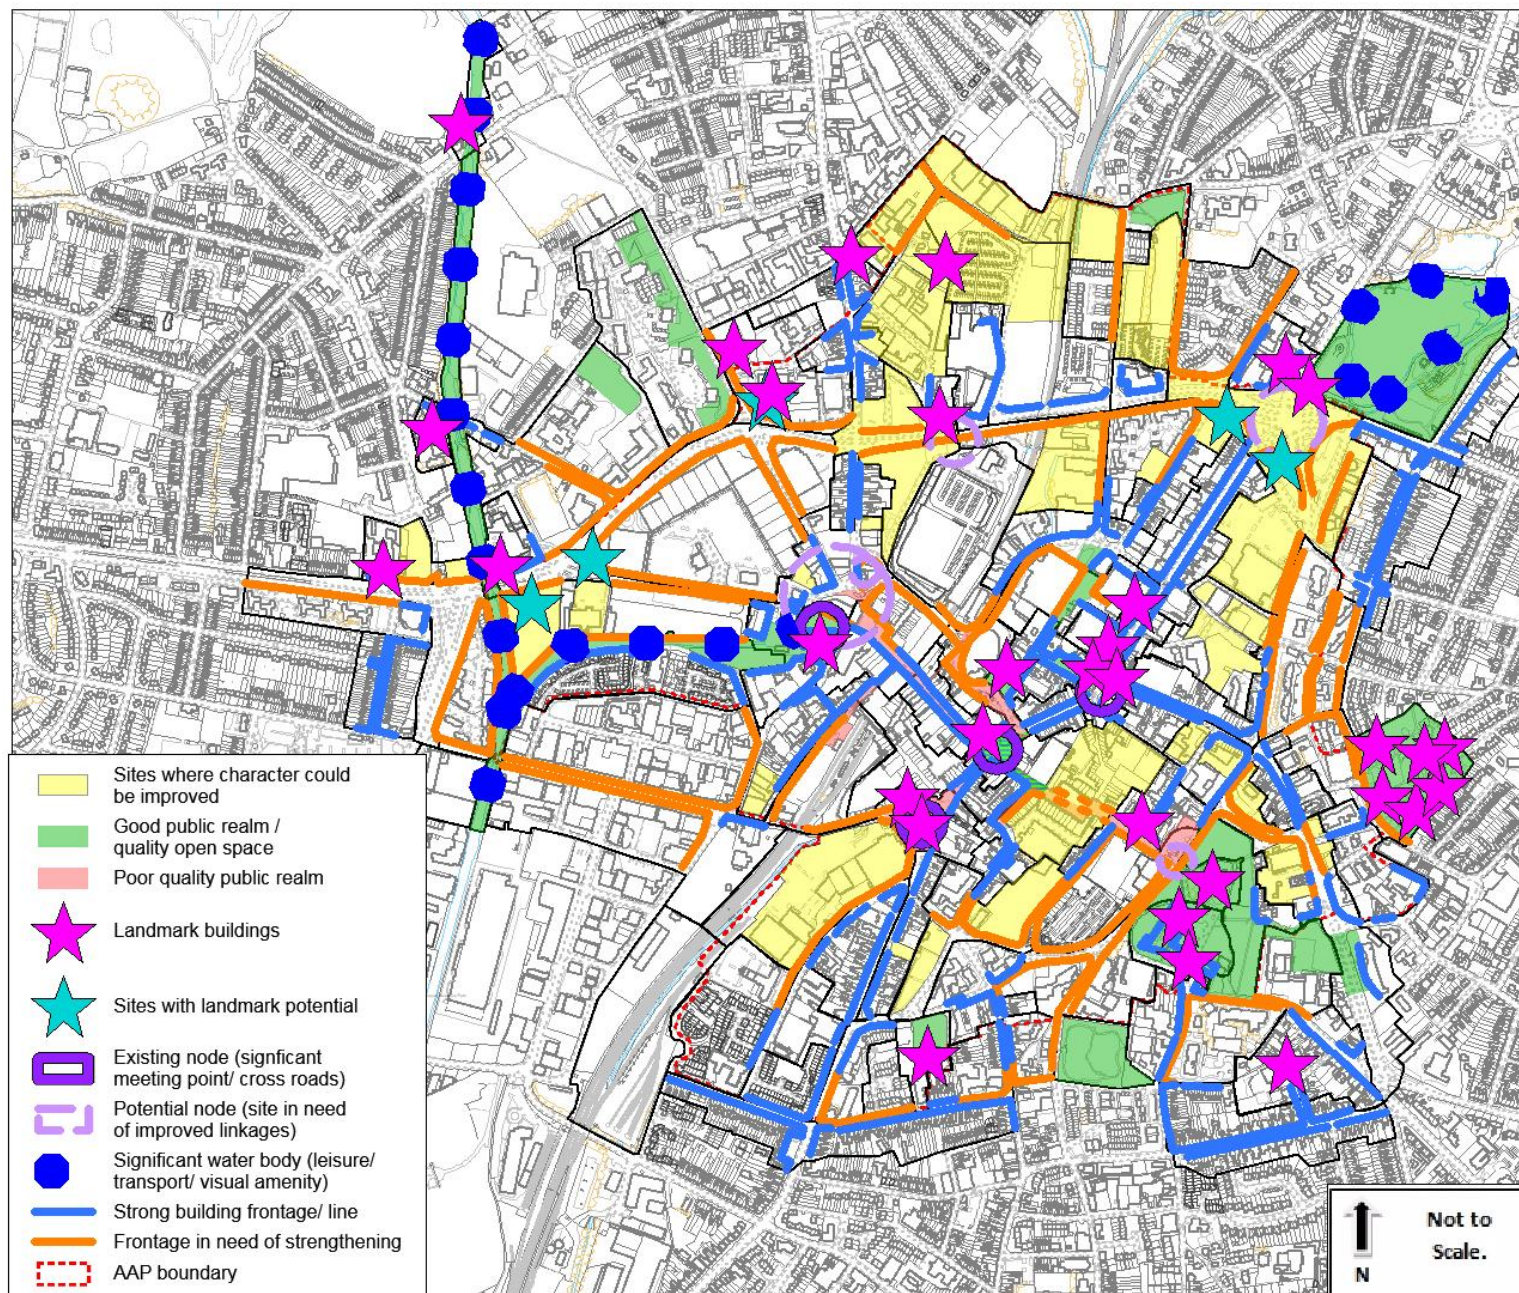 Sites where character could
be improved
Good public realm /
quality open space
Poor quality public realm
Landmark buildings
Sites with landmark potential
Existing node (signficant
meeting point/ cross roads)
Potential node (site in need
of improved linkages)
Significant water body (leisure/
transport/ visual amenity)
Strong building frontage/ line
Frontage in need of strengthening
AAP boundary
Not to
Scale.
N